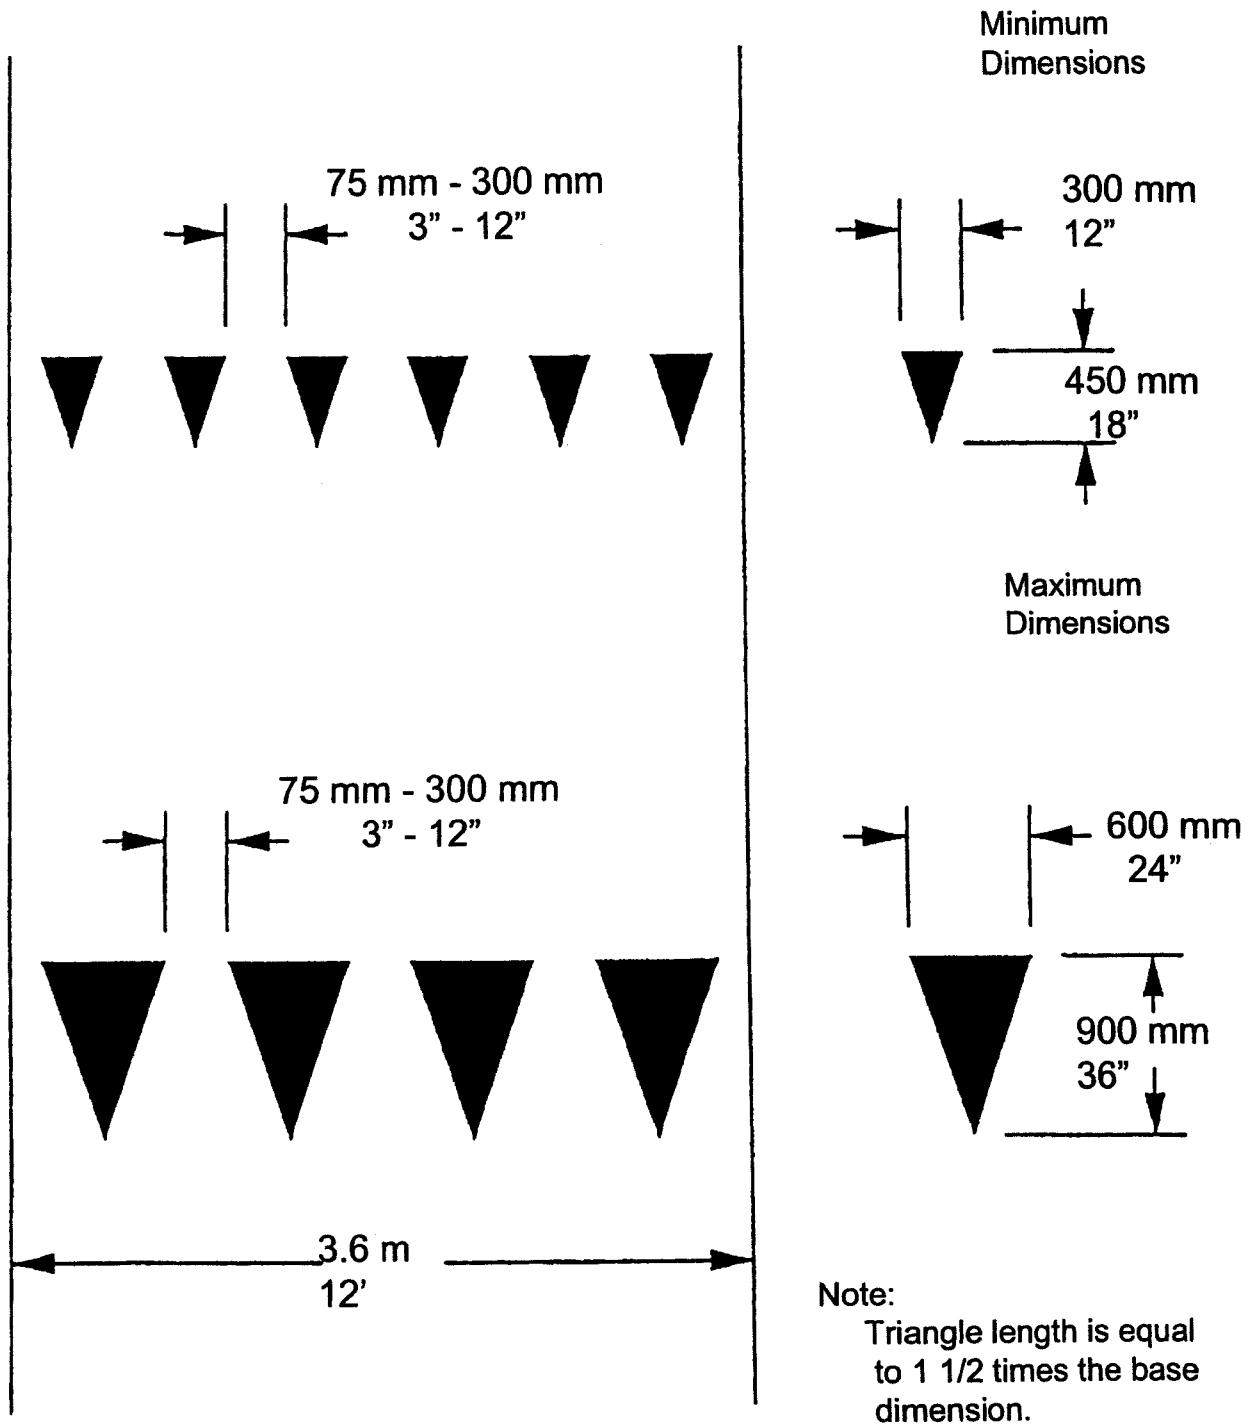 Minimum
Dimensions
75 mm - 300 mm
3” - 12”
300 mm
12”
450 mm
18”
Maximum
Dimensions
75 mm - 300 mm
3” - 12”
600 mm
24”
900 mm
36”
3.6 m
12’
Note:
Triangle length is equal
to 1 1/2 times the base
dimension.